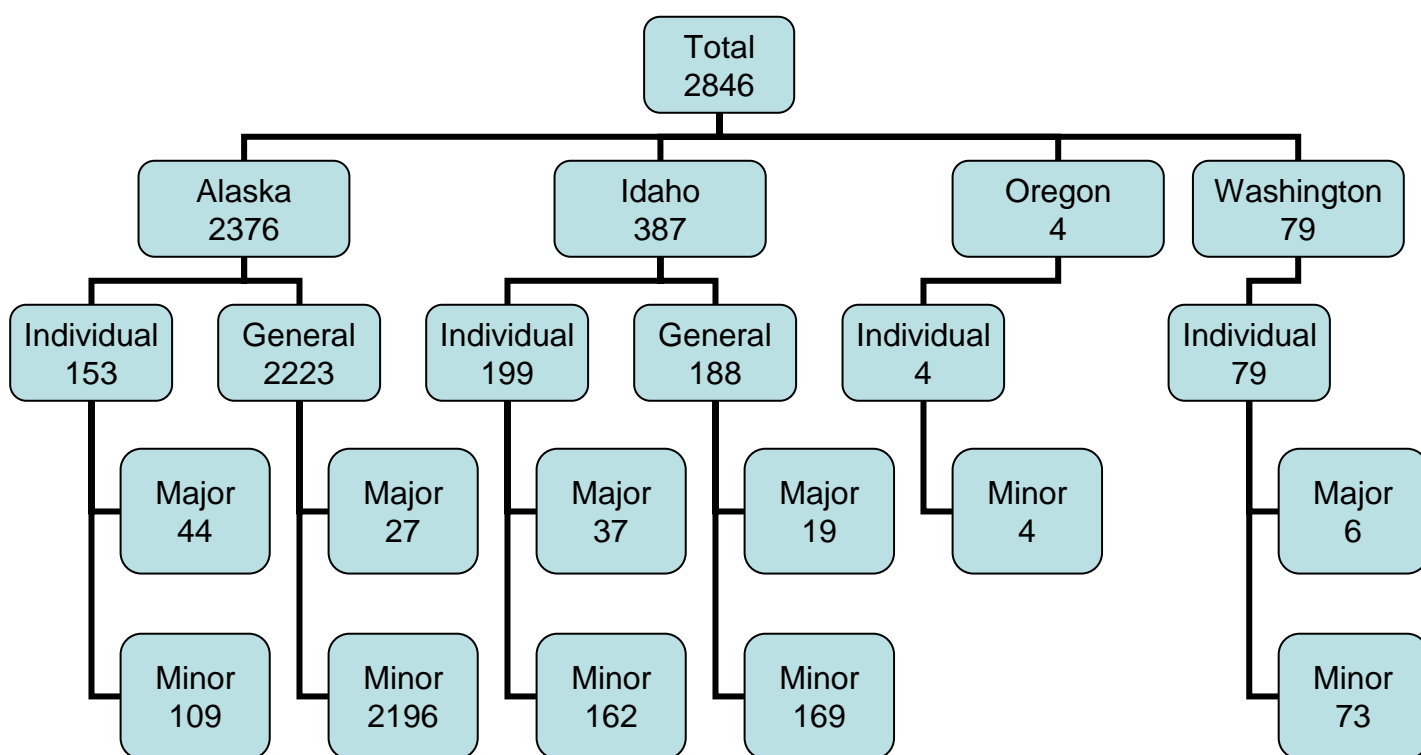 Total
2846
Alaska
2376
Idaho
387
Oregon
4
Washington
79
Individual
153
General
2223
Individual
199
General
188
Individual
4
Individual
79
Major
44
Major
27
Major
37
Major
19
Minor
4
Major
6
Minor
109
Minor
2196
Minor
162
Minor
169
Minor
73